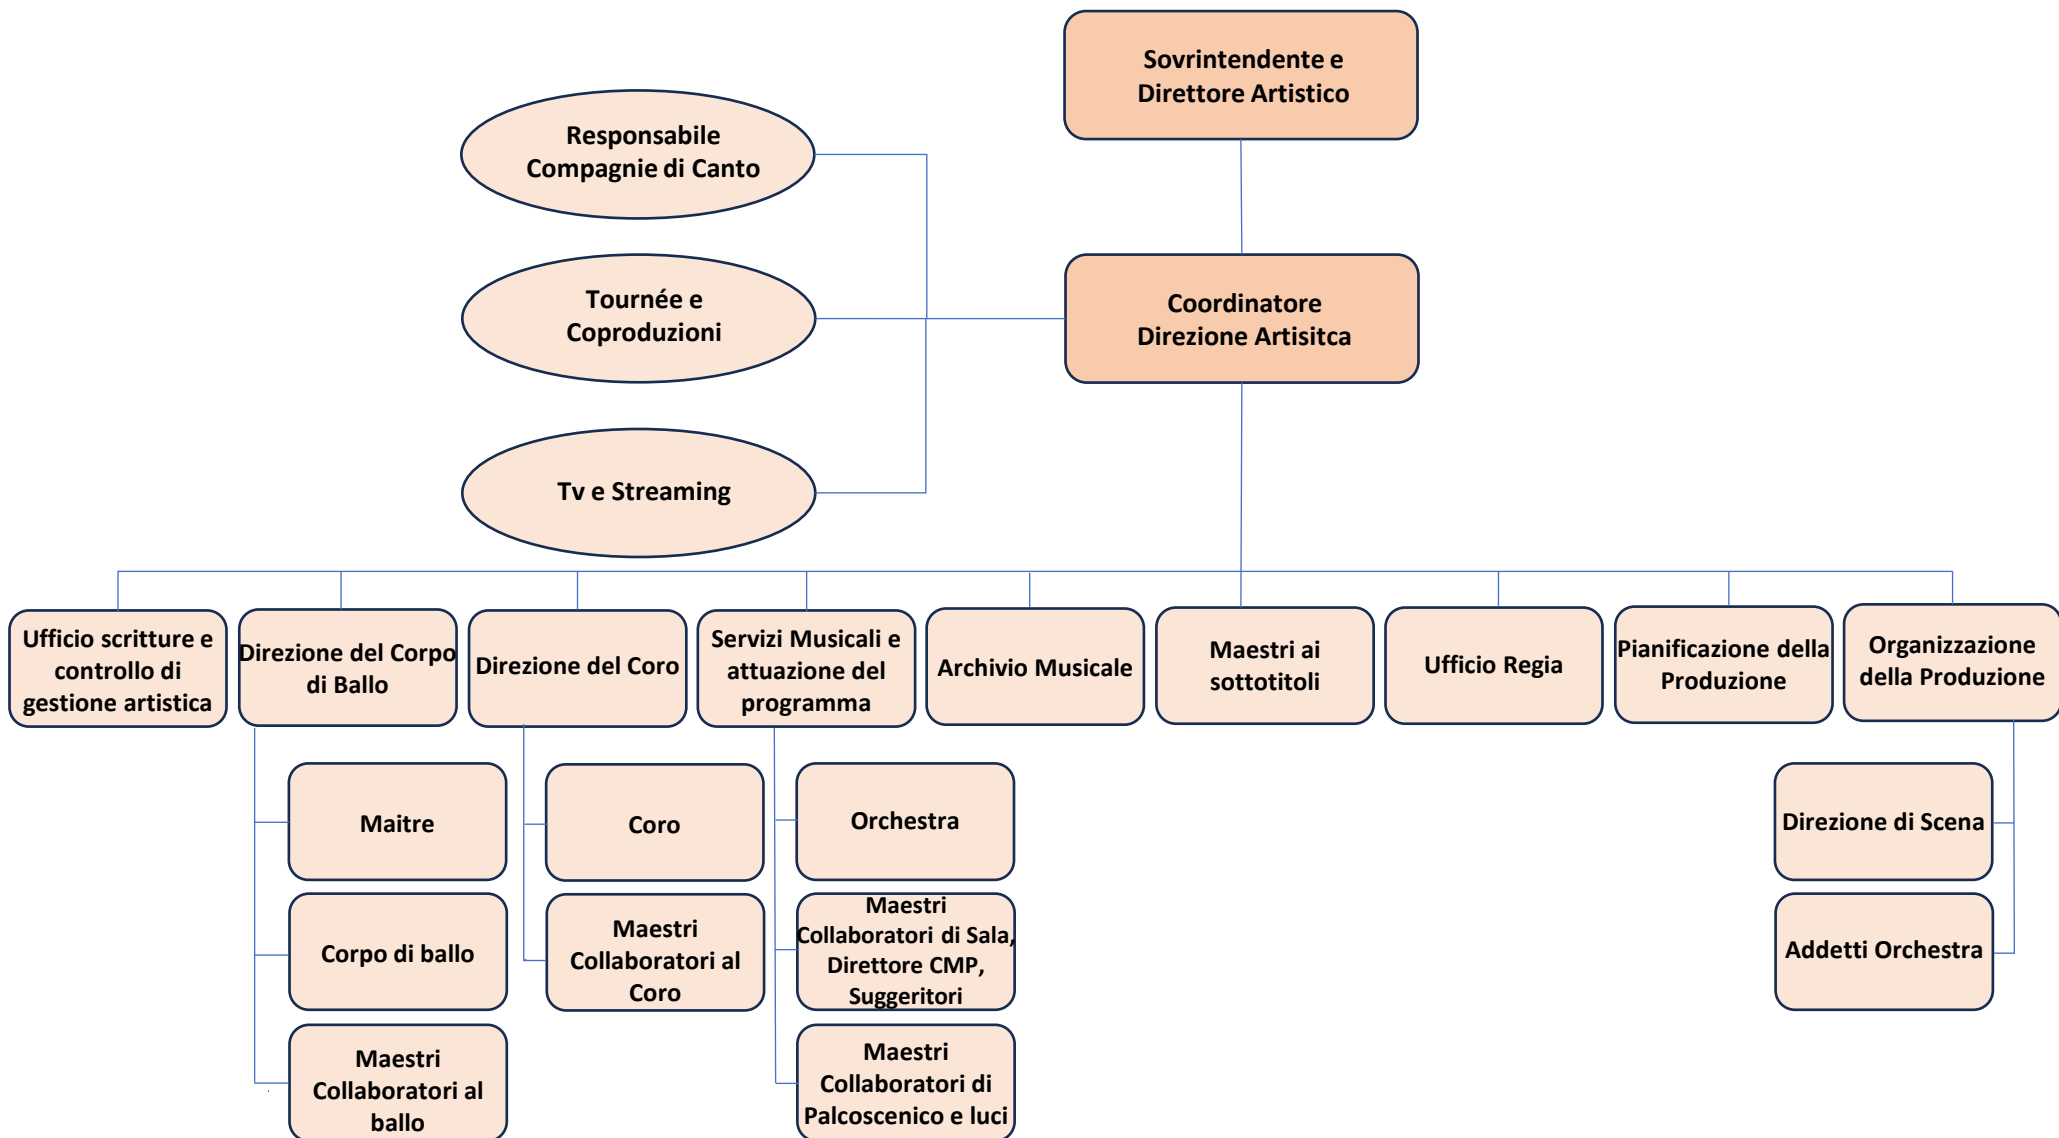 Sovrintendente e
Direttore Artistico
Responsabile
Compagnie di Canto
Tournée e
Coproduzioni
Coordinatore
Direzione Artisitca
Tv e Streaming
Ufficio scritture e
controllo di
gestione artistica
Direzione del Corpo
di Ballo
Direzione del Coro
Servizi Musicali e
attuazione del
programma
Archivio Musicale
Maestri ai
sottotitoli
Ufficio Regia
Pianificazione della
Produzione
Organizzazione
della Produzione
Maitre
Coro
Orchestra
Direzione di Scena
Corpo di ballo
Maestri
Collaboratori al
Coro
Maestri
Collaboratori di Sala,
Direttore CMP,
Suggeritori
Addetti Orchestra
Maestri
Collaboratori al
ballo
Maestri
Collaboratori di
Palcoscenico e luci